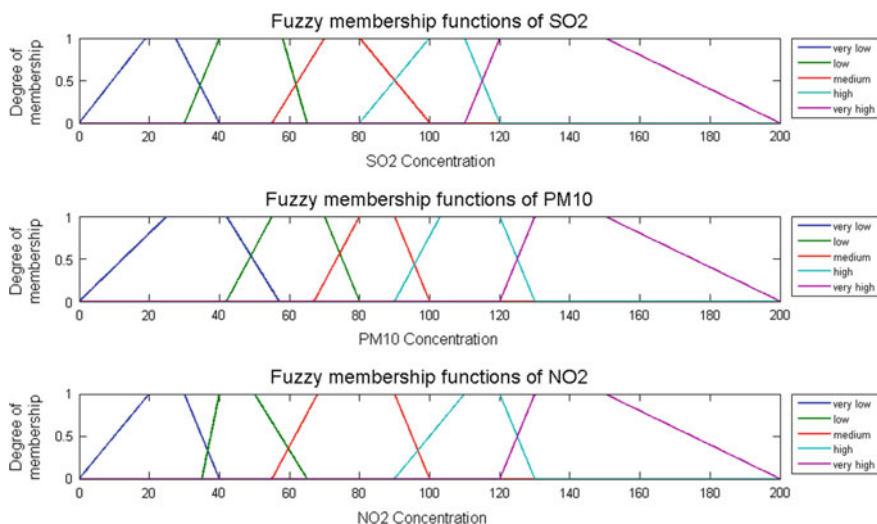 Fuzzy membership functions of SO2
Degree of
membership
1
0.5
0
0 20 40 60 80 100 120 140 160 180 200
SO2 Concentration
very low
low
medium
high
very high
Fuzzy membership functions of PM10
Degree of
membership
1
0.5
0
0 20 40 60 80 100 120 140 160 180 200
PM10 Concentration
very low
low
medium
high
very high
Fuzzy membership functions of NO2
Degree of
membership
1
0.5
0
0 20 40 60 80 100 120 140 160 180 200
NO2 Concentration
very low
low
medium
high
very high